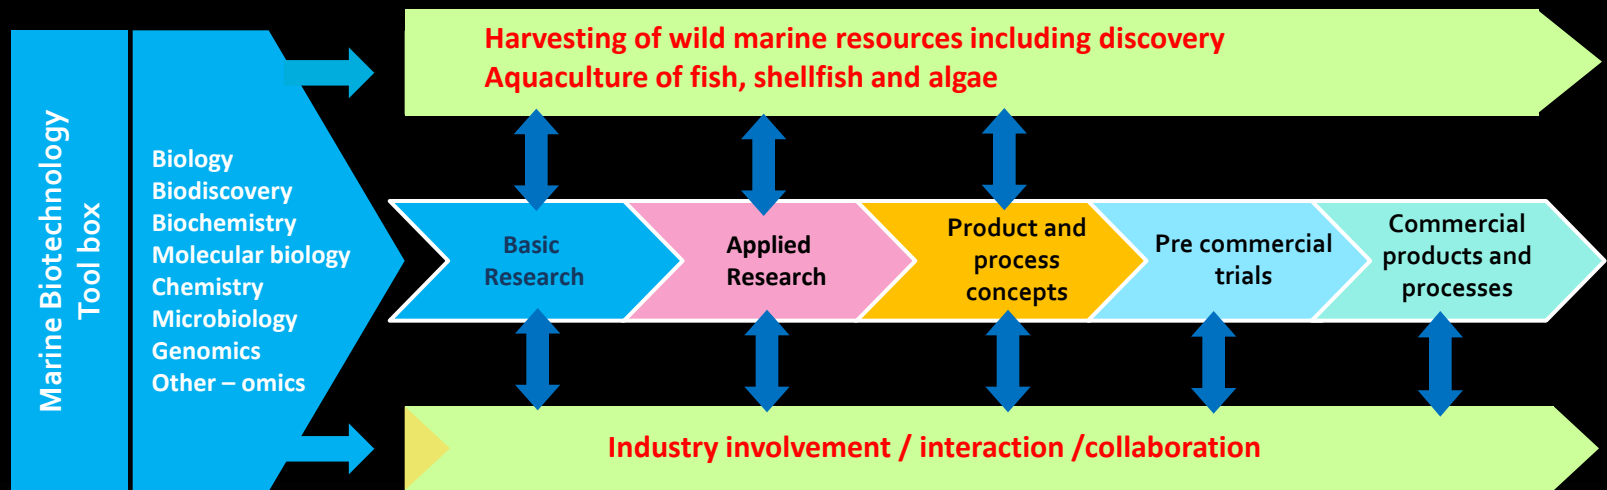 Marine Biotechnology
Tool box
Biology
Biodiscovery
Biochemistry
Molecular biology
Chemistry
Microbiology
Genomics
Other – omics
Harvesting of wild marine resources including discovery
Aquaculture of fish, shellfish and algae
Basic
Research
Applied
Research
Product and
process
concepts
Pre commercial
trials
Commercial
products and
processes
Industry involvement / interaction /collaboration